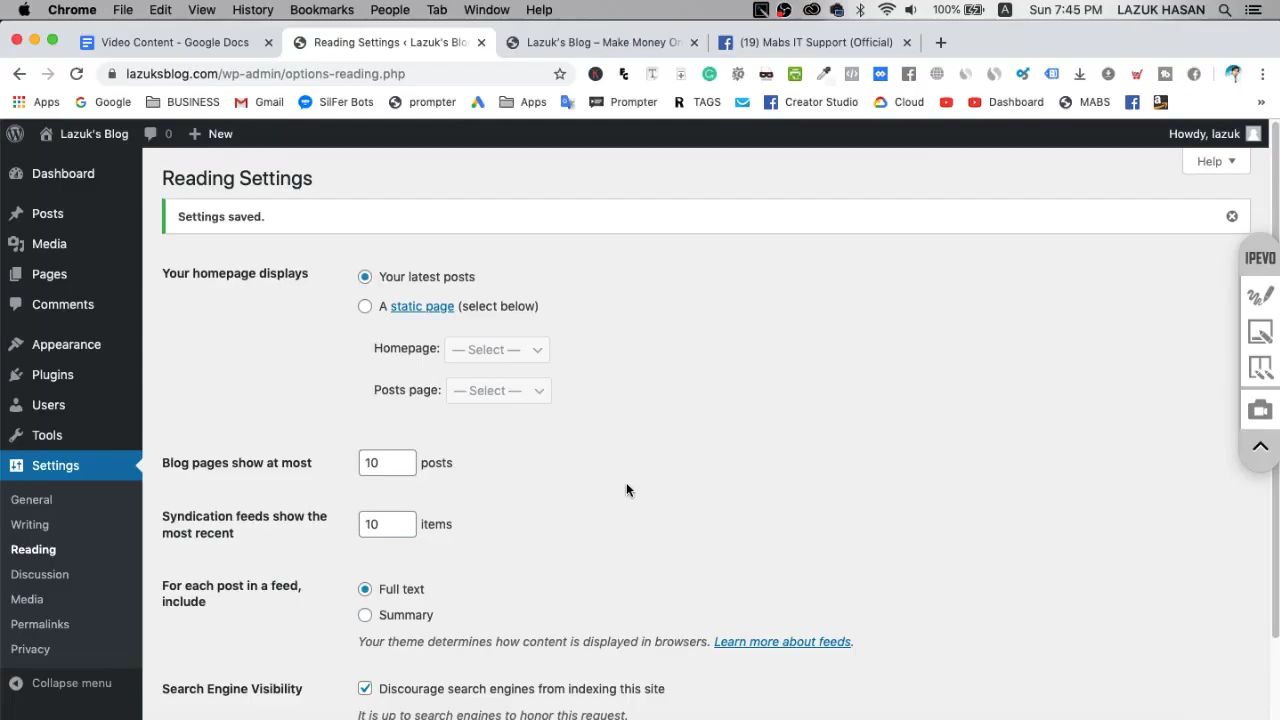 Chrome File Edit View History Bookmarks People Tab Window Help 100% A Sun 7:45 PM LAZUK HASAN
Video Content - Google Docs Reading Settings ‹ Lazuk's Blo Lazuk's Blog – Make Money On (19) Mabs IT Support (Official)
lazuksblog.com/wp-admin/options-reading.php
Apps Google BUSINESS Gmail SilFer Bots prompter Apps Prompter R TAGS Creator Studio Cloud Dashboard MABS »
Lazuk's Blog 0 New Howdy, lazuk
Help
Reading Settings
Settings saved.
Dashboard
Posts
Media
Pages
Comments
Appearance
Plugins
Users
Tools
Settings
General
Writing
Reading
Discussion
Media
Permalinks
Privacy
Collapse menu
Your homepage displays
Your latest posts
A static page (select below)
Homepage: — Select —
Posts page: — Select —
Blog pages show at most 10 posts
Syndication feeds show the
most recent
10 items
For each post in a feed,
include
Full text
Summary
Your theme determines how content is displayed in browsers. Learn more about feeds.
Search Engine Visibility
Discourage search engines from indexing this site
It is up to search engines to honor this request.
IPEVO